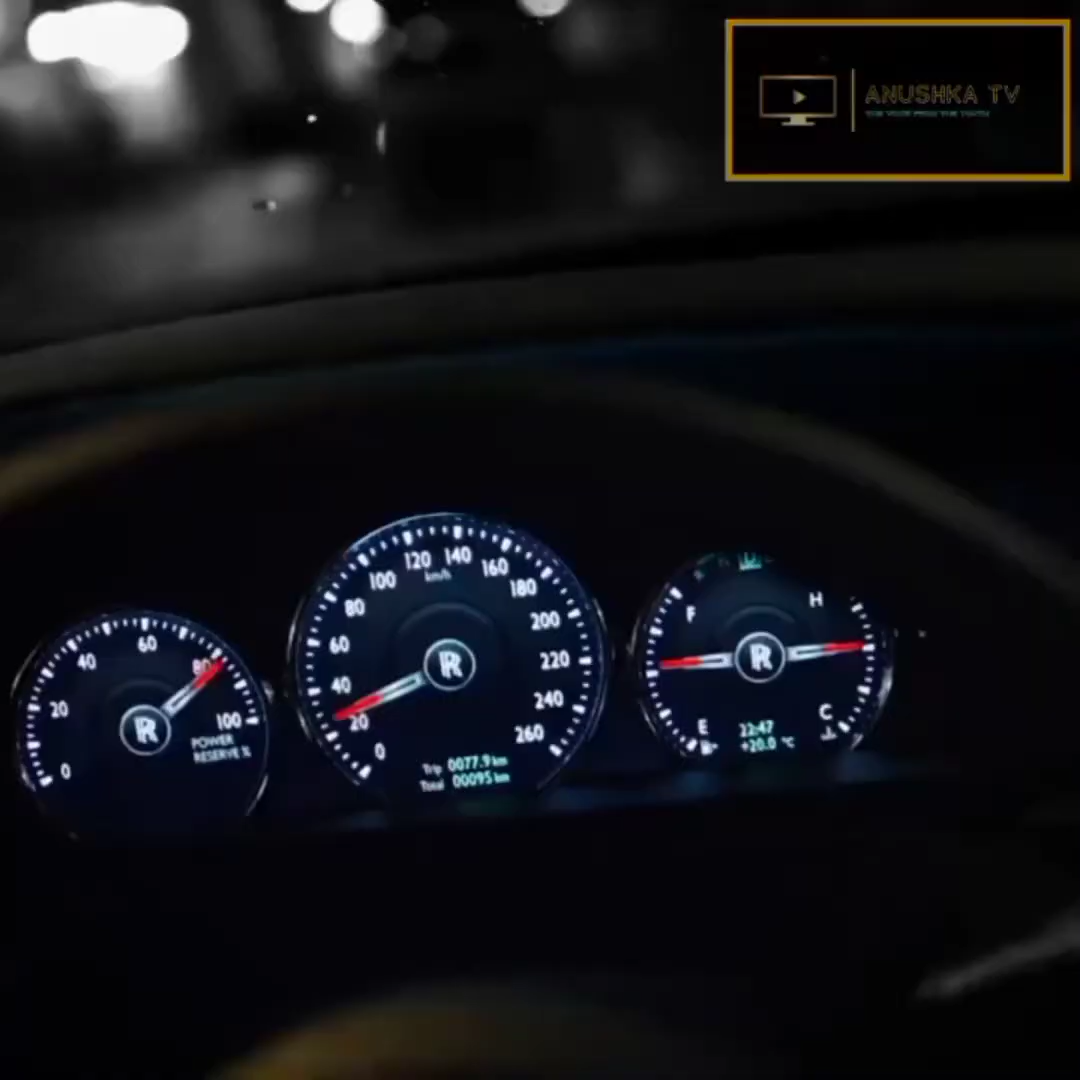 ANUSHKA TV
120 140
km/h
100 160
80 180
60 200
40 220
20 240
0 260
Trip 0077.9 km
Total 00095 km
60
40 80
20 100
0
POWER
RESERVE %
F H
E C
22:47
+20.0 °C